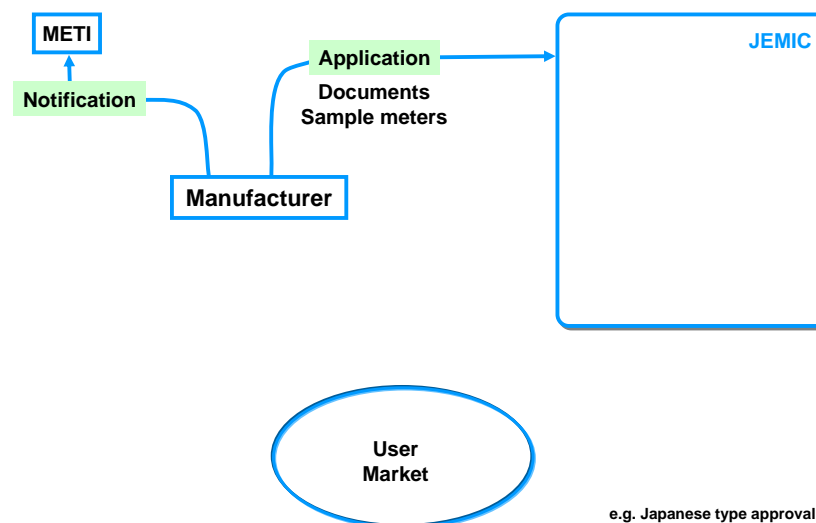 METI
JEMIC
Application
Notification
Documents
Sample meters
Manufacturer
User
Market
e.g. Japanese type approval